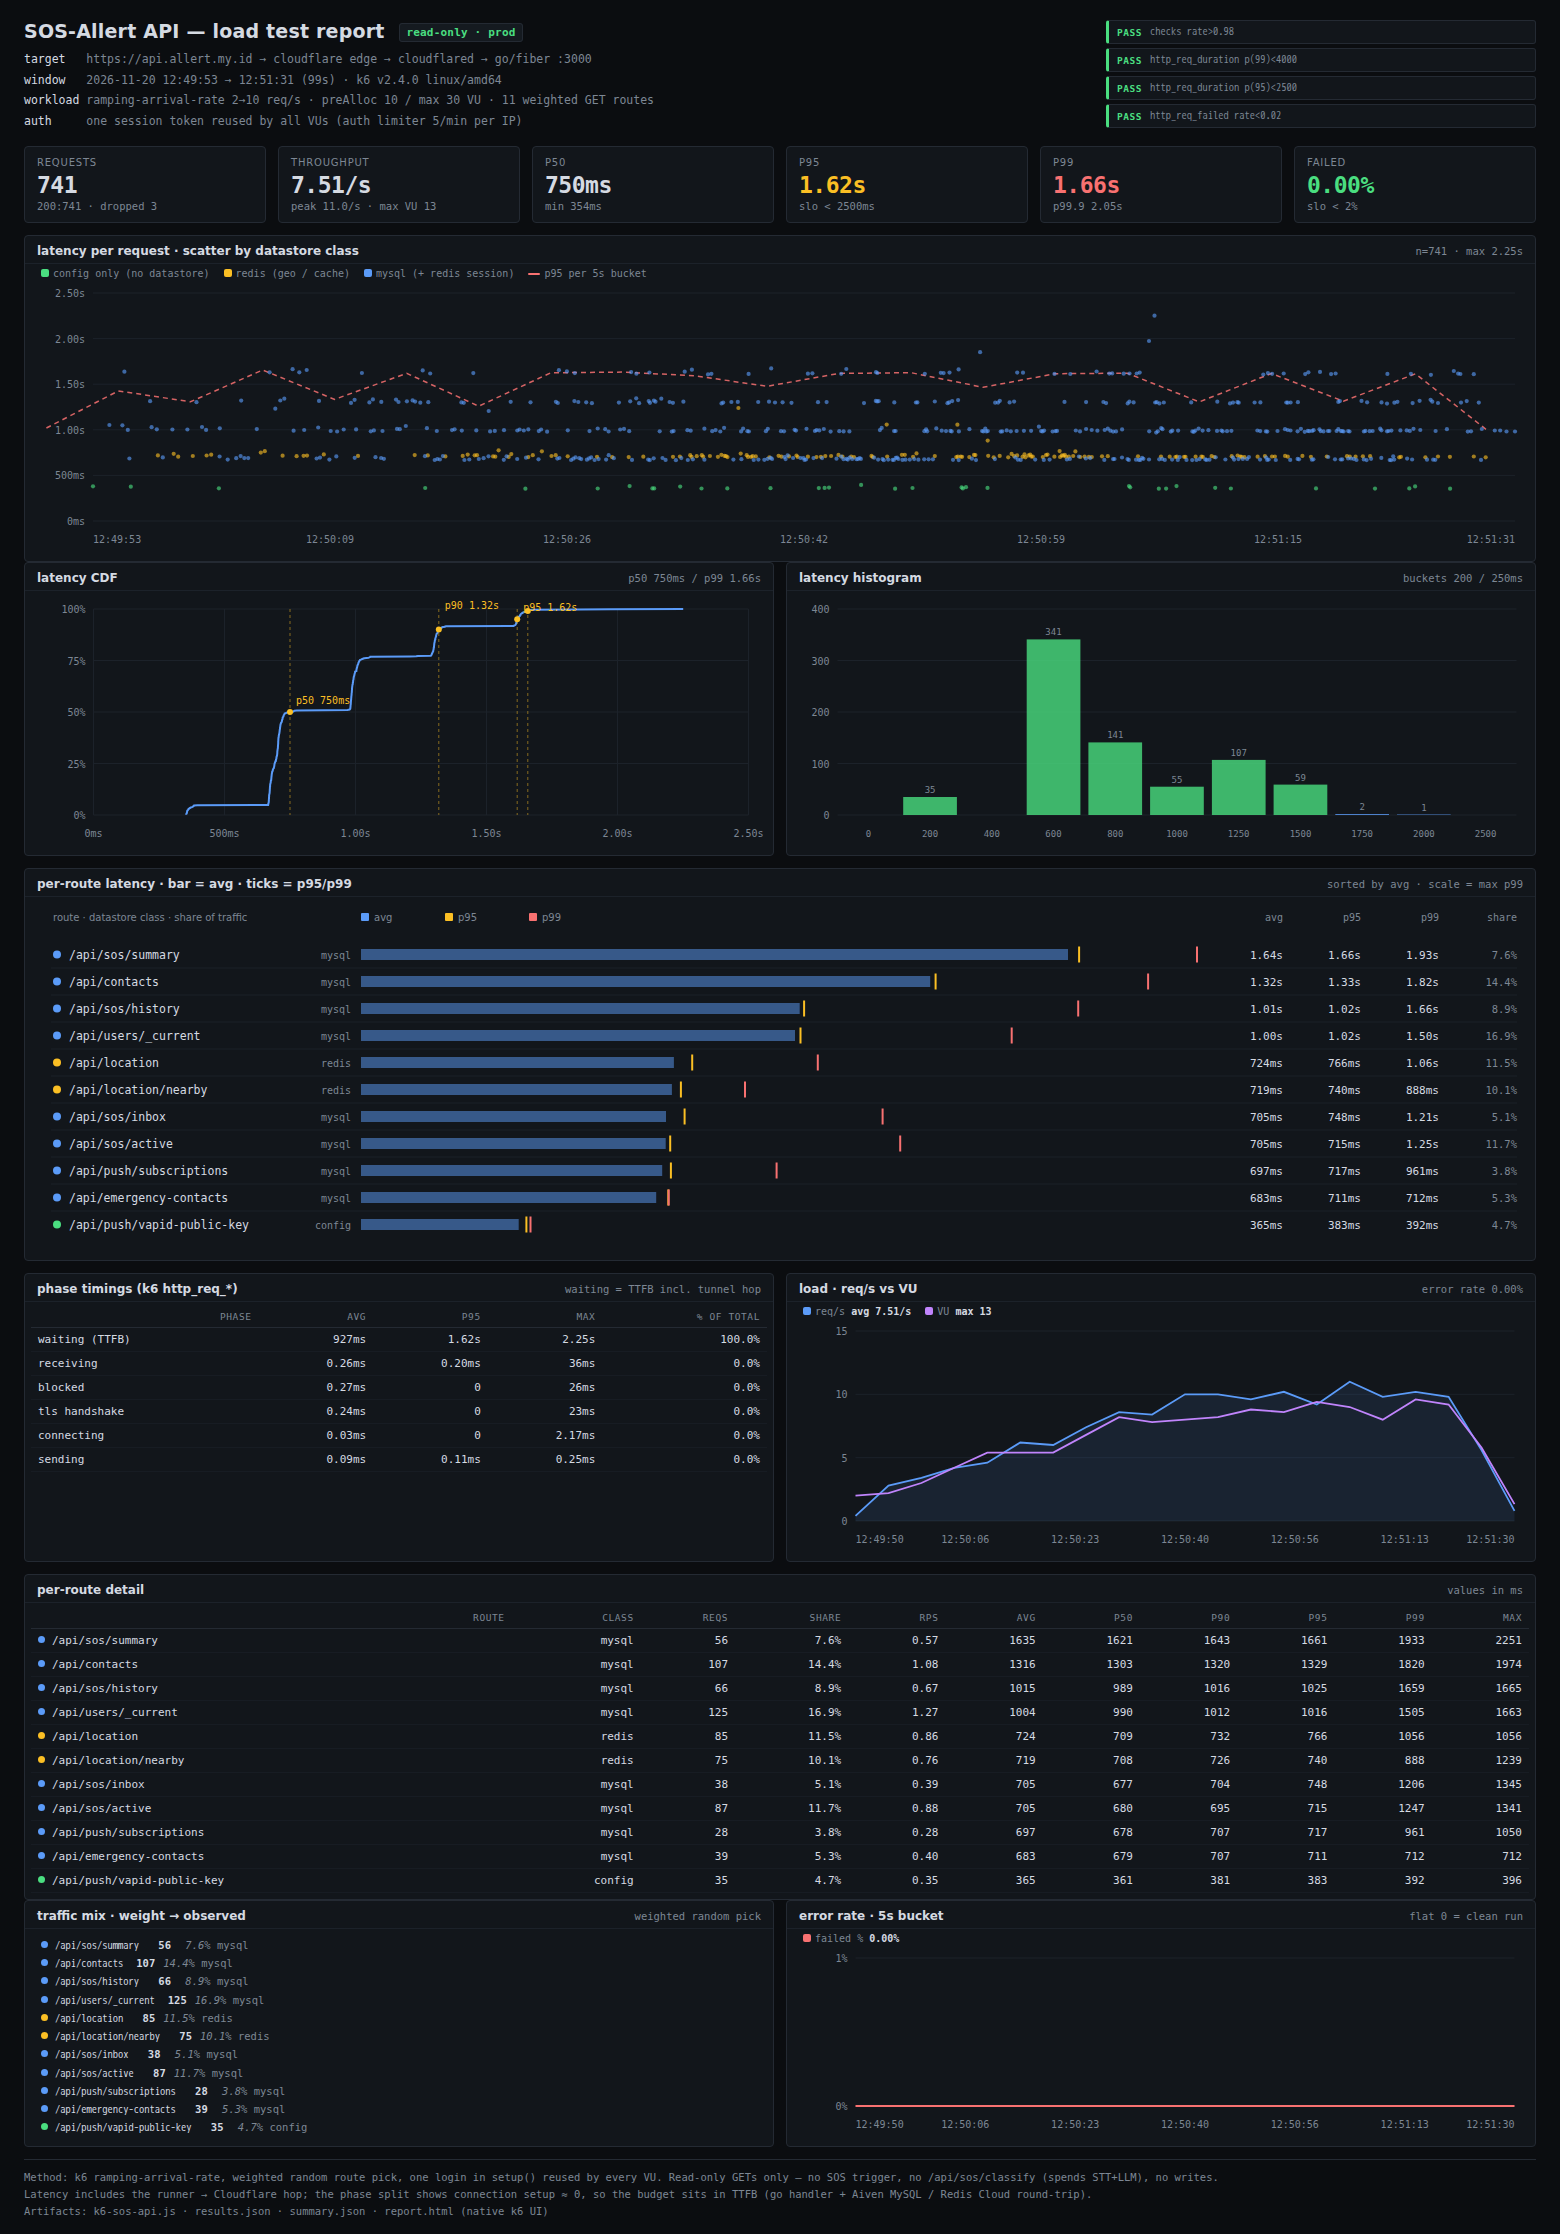 SOS-Alert API — load test report read-only · prod
target https://api.allert.my.id → cloudflare edge → cloudflared → go/fiber :3000
window 2026-11-20 12:49:53 → 12:51:31 (99s) · k6 v2.4.0 linux/amd64
workload ramping-arrival-rate 2→10 req/s · preAlloc 10 / max 30 VU · 11 weighted GET routes
auth one session token reused by all VUs (auth limiter 5/min per IP)
PASS checks rate>0.98
PASS http_req_duration p(99)<4000
PASS http_req_duration p(95)<2500
PASS http_req_failed rate<0.02
REQUESTS
741
200:741 · dropped 3
THROUGHPUT
7.51/s
peak 11.0/s · max VU 13
P50
750ms
min 354ms
P95
1.62s
slo < 2500ms
P99
1.66s
p99.9 2.05s
FAILED
0.00%
slo < 2%
latency per request · scatter by datastore class n=741 · max 2.25s
config only (no datastore) redis (geo / cache) mysql (+ redis session) p95 per 5s bucket
2.50s
2.00s
1.50s
1.00s
500ms
0ms
12:49:53 12:50:09 12:50:26 12:50:42 12:50:59 12:51:15 12:51:31
latency CDF p50 750ms / p99 1.66s
100%
75%
50%
25%
0%
p50 750ms
p90 1.32s
p95 1.62s
0ms 500ms 1.00s 1.50s 2.00s 2.50s
latency histogram buckets 200 / 250ms
400
300
200
100
0
35 341 141 55 107 59 2 1
0 200 400 600 800 1000 1250 1500 1750 2000 2500
per-route latency · bar = avg · ticks = p95/p99 sorted by avg · scale = max p99
route · datastore class · share of traffic avg p95 p99 avg p95 p99 share
/api/sos/summary mysql 1.64s 1.66s 1.93s 7.6%
/api/contacts mysql 1.32s 1.33s 1.82s 14.4%
/api/sos/history mysql 1.01s 1.02s 1.66s 8.9%
/api/users/_current mysql 1.00s 1.02s 1.50s 16.9%
/api/location redis 724ms 766ms 1.06s 11.5%
/api/location/nearby redis 719ms 740ms 888ms 10.1%
/api/sos/inbox mysql 705ms 748ms 1.21s 5.1%
/api/sos/active mysql 705ms 715ms 1.25s 11.7%
/api/push/subscriptions mysql 697ms 717ms 961ms 3.8%
/api/emergency-contacts mysql 683ms 711ms 712ms 5.3%
/api/push/vapid-public-key config 365ms 383ms 392ms 4.7%
phase timings (k6 http_req_*) waiting = TTFB incl. tunnel hop
PHASE AVG P95 MAX % OF TOTAL
waiting (TTFB) 927ms 1.62s 2.25s 100.0%
receiving 0.26ms 0.20ms 36ms 0.0%
blocked 0.27ms 0 26ms 0.0%
tls handshake 0.24ms 0 23ms 0.0%
connecting 0.03ms 0 2.17ms 0.0%
sending 0.09ms 0.11ms 0.25ms 0.0%
load · req/s vs VU error rate 0.00%
req/s avg 7.51/s VU max 13
15
10
5
0
12:49:50 12:50:06 12:50:23 12:50:40 12:50:56 12:51:13 12:51:30
per-route detail values in ms
ROUTE CLASS REQS SHARE RPS AVG P50 P90 P95 P99 MAX
/api/sos/summary mysql 56 7.6% 0.57 1635 1621 1643 1661 1933 2251
/api/contacts mysql 107 14.4% 1.08 1316 1303 1320 1329 1820 1974
/api/sos/history mysql 66 8.9% 0.67 1015 989 1016 1025 1659 1665
/api/users/_current mysql 125 16.9% 1.27 1004 990 1012 1016 1505 1663
/api/location redis 85 11.5% 0.86 724 709 732 766 1056 1056
/api/location/nearby redis 75 10.1% 0.76 719 708 726 740 888 1239
/api/sos/inbox mysql 38 5.1% 0.39 705 677 704 748 1206 1345
/api/sos/active mysql 87 11.7% 0.88 705 680 695 715 1247 1341
/api/push/subscriptions mysql 28 3.8% 0.28 697 678 707 717 961 1050
/api/emergency-contacts mysql 39 5.3% 0.40 683 679 707 711 712 712
/api/push/vapid-public-key config 35 4.7% 0.35 365 361 381 383 392 396
traffic mix · weight → observed weighted random pick
/api/sos/summary 56 7.6% mysql
/api/contacts 107 14.4% mysql
/api/sos/history 66 8.9% mysql
/api/users/_current 125 16.9% mysql
/api/location 85 11.5% redis
/api/location/nearby 75 10.1% redis
/api/sos/inbox 38 5.1% mysql
/api/sos/active 87 11.7% mysql
/api/push/subscriptions 28 3.8% mysql
/api/emergency-contacts 39 5.3% mysql
/api/push/vapid-public-key 35 4.7% config
error rate · 5s bucket flat 0 = clean run
failed % 0.00%
1%
0%
12:49:50 12:50:06 12:50:23 12:50:40 12:50:56 12:51:13 12:51:30
Method: k6 ramping-arrival-rate, weighted random route pick, one login in setup() reused by every VU. Read-only GETs only — no SOS trigger, no /api/sos/classify (spends STT+LLM), no writes.
Latency includes the runner → Cloudflare hop; the phase split shows connection setup ≈ 0, so the budget sits in TTFB (go handler + Aiven MySQL / Redis Cloud round-trip).
Artifacts: k6-sos-api.js · results.json · summary.json · report.html (native k6 UI)